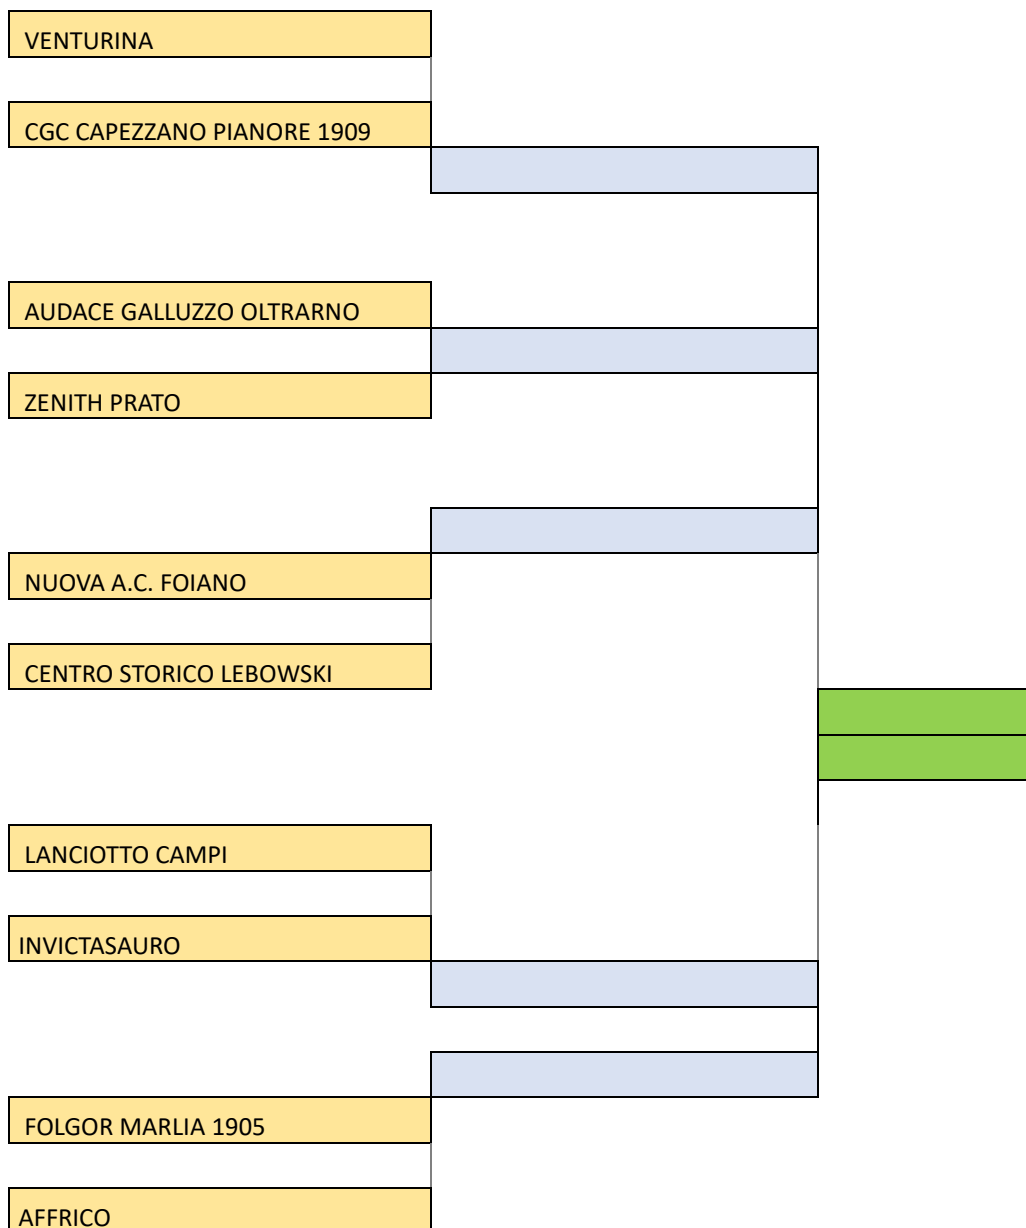 VENTURINA
CGC CAPEZZANO PIANORE 1909
AUDACE GALLUZZO OLTRARNO
ZENITH PRATO
NUOVA A.C. FOIANO
CENTRO STORICO LEBOWSKI
LANCIOTTO CAMPI
INVICTASAURO
FOLGOR MARLIA 1905
AFFRICO